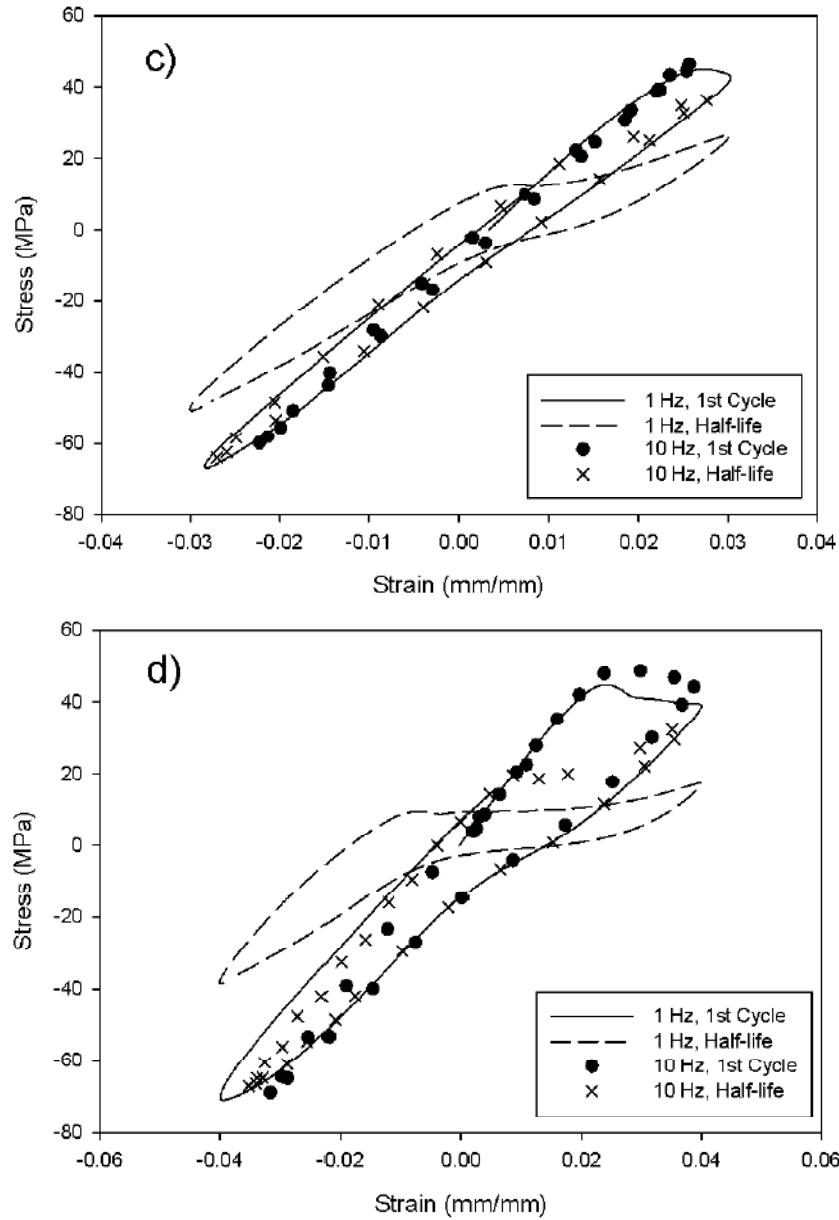 c)
60
40
20
0
-20
-40
-60
-80
Stress (MPa)
1 Hz, 1st Cycle
1 Hz, Half-life
10 Hz, 1st Cycle
10 Hz, Half-life
-0.04 -0.03 -0.02 -0.01 0.00 0.01 0.02 0.03 0.04
Strain (mm/mm)
d)
60
40
20
0
-20
-40
-60
-80
Stress (MPa)
1 Hz, 1st Cycle
1 Hz, Half-life
10 Hz, 1st Cycle
10 Hz, Half-life
-0.06 -0.04 -0.02 0.00 0.02 0.04 0.06
Strain (mm/mm)